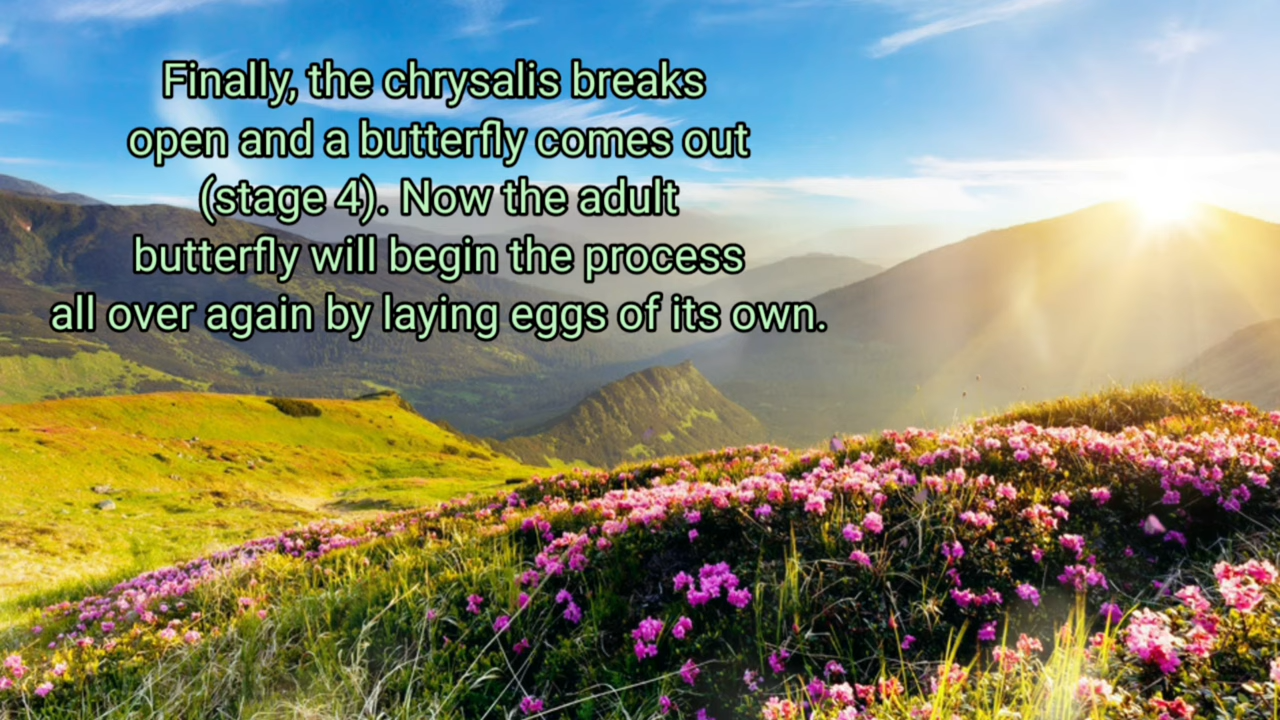 Finally, the chrysalis breaks
open and a butterfly comes out
(stage 4). Now the adult
butterfly will begin the process
all over again by laying eggs of its own.